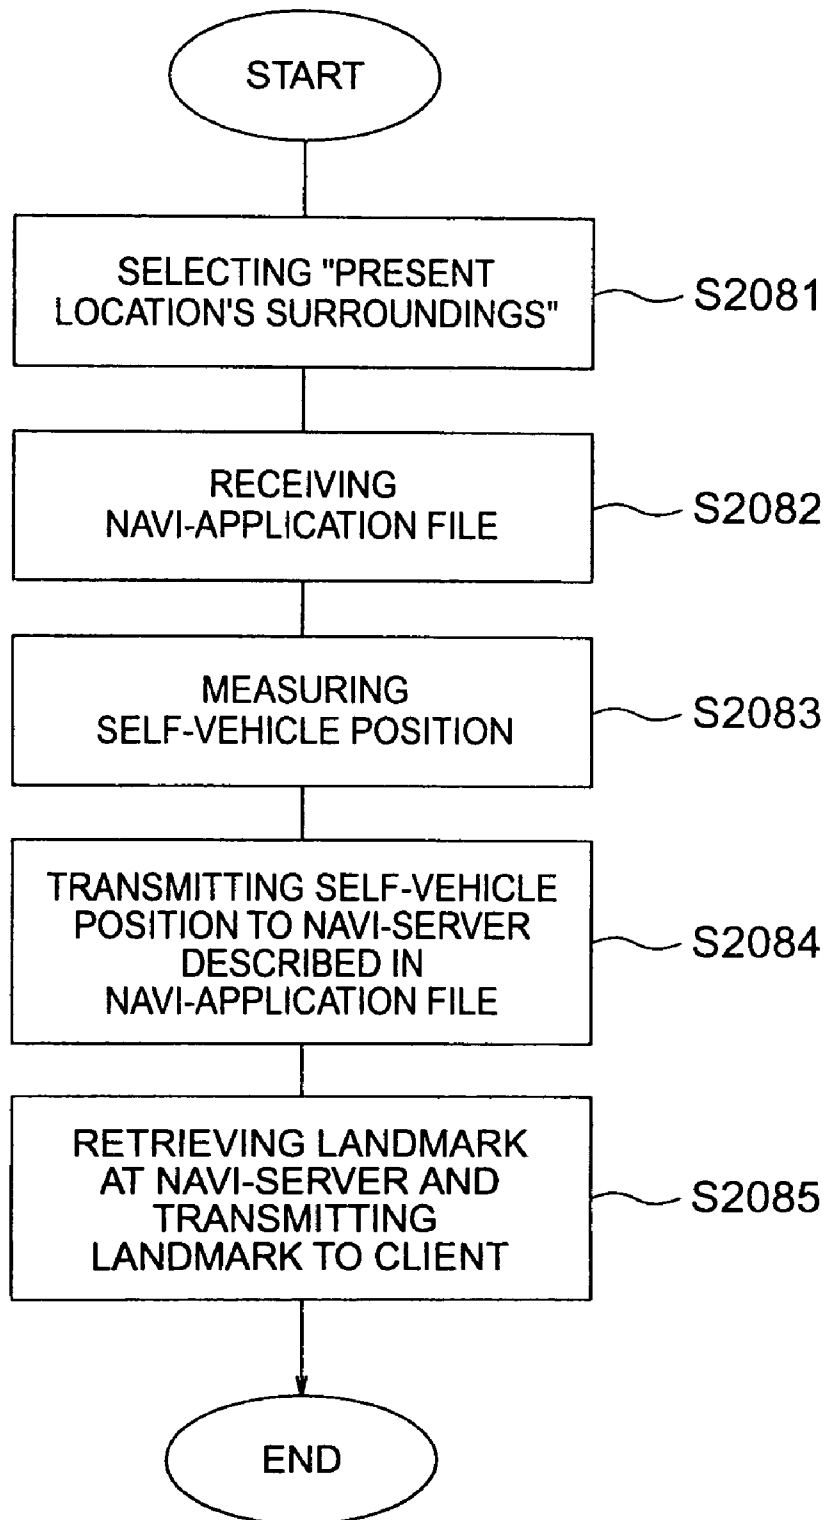 START
SELECTING "PRESENT
LOCATION'S SURROUNDINGS"
S2081
RECEIVING
NAVI-APPLICATION FILE
S2082
MEASURING
SELF-VEHICLE POSITION
S2083
TRANSMITTING SELF-VEHICLE
POSITION TO NAVI-SERVER
DESCRIBED IN
NAVI-APPLICATION FILE
S2084
RETRIEVING LANDMARK
AT NAVI-SERVER AND
TRANSMITTING
LANDMARK TO CLIENT
S2085
END